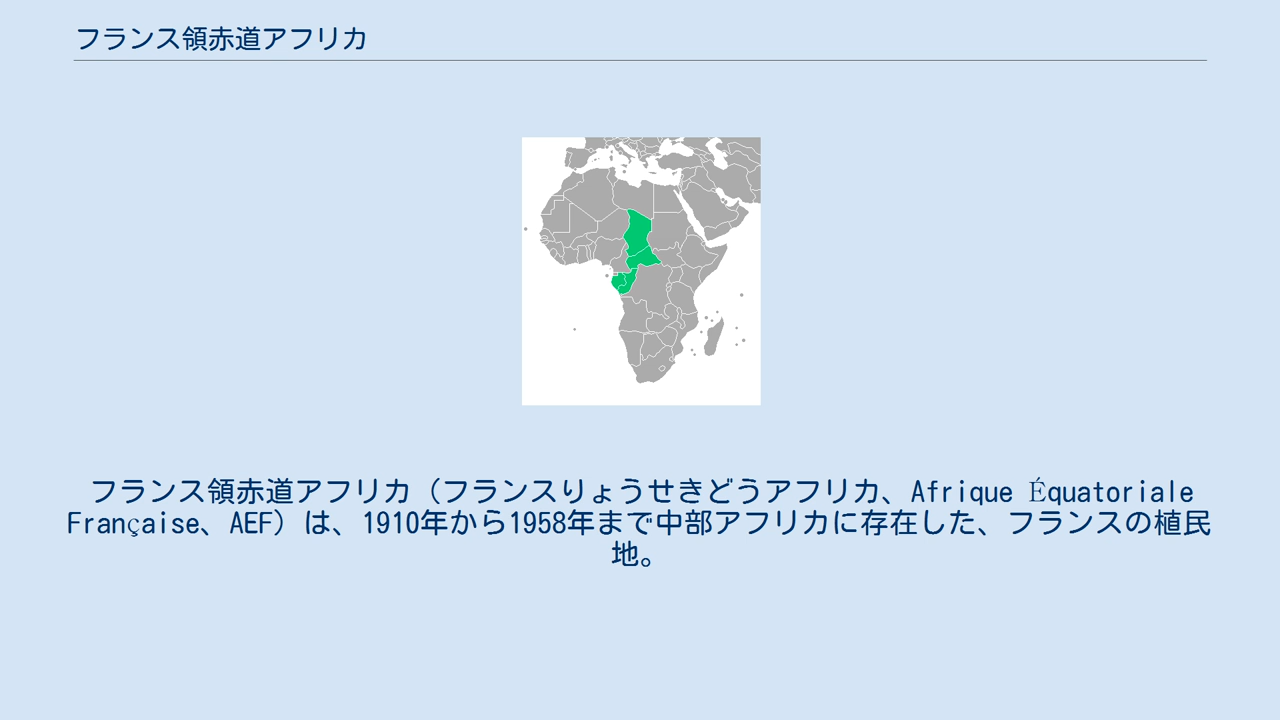 フランス領赤道アフリカ
フランス領赤道アフリカ（フランスりょうせきどうアフリカ、Afrique Équatoriale
Française、AEF）は、1910年から1958年まで中部アフリカに存在した、フランスの植民
地。